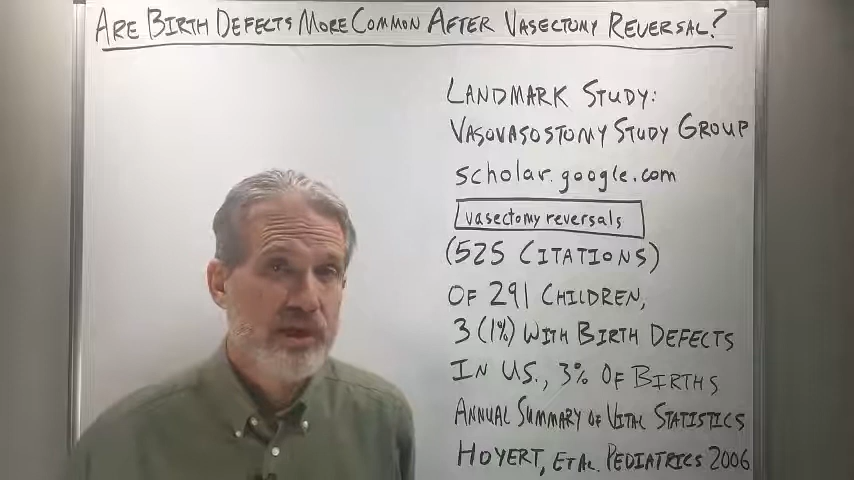 ARE BIRTH DEFECTS MORE COMMON AFTER VASECTOMY REVERSAL?
LANDMARK STUDY:
VASOVASOSTOMY STUDY GROUP
scholar.google.com
vasectomy reversals
(525 CITATIONS)
OF 291 CHILDREN,
3 (1%) WITH BIRTH DEFECTS
IN US., 3% OF BIRTHS
ANNUAL SUMMARY OF VITAL STATISTICS
HOYERT, ET AL. PEDIATRICS 2006